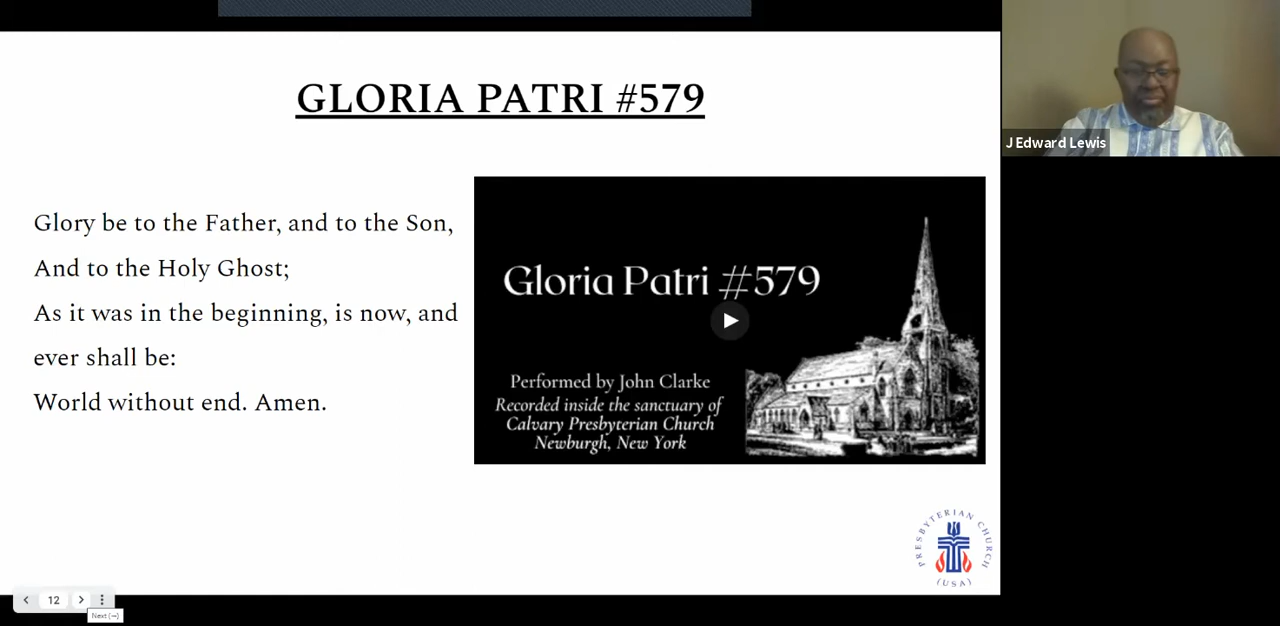 GLORIA PATRI #579
J Edward Lewis
Glory be to the Father, and to the Son,
And to the Holy Ghost;
As it was in the beginning, is now, and
ever shall be:
World without end. Amen.
Gloria Patri #579
Performed by John Clarke
Recorded inside the sanctuary of
Calvary Presbyterian Church
Newburgh, New York
PRESBYTERIAN CHURCH
(USA)
12
Next (→)